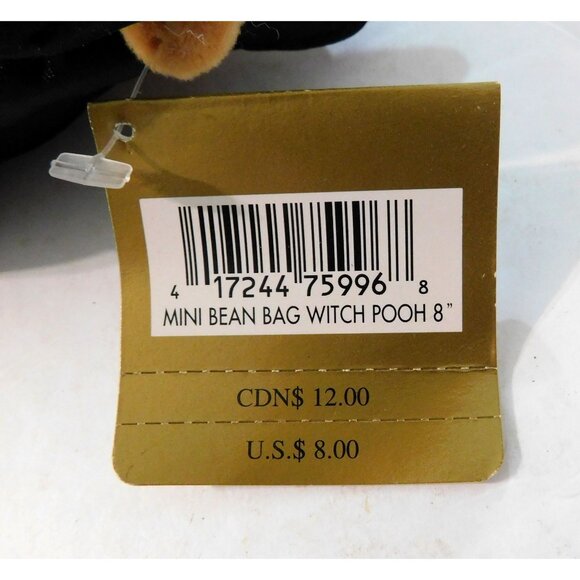 4 17244 75996 8
MINI BEAN BAG WITCH POOH 8"
CDN$ 12.00
U.S.$ 8.00